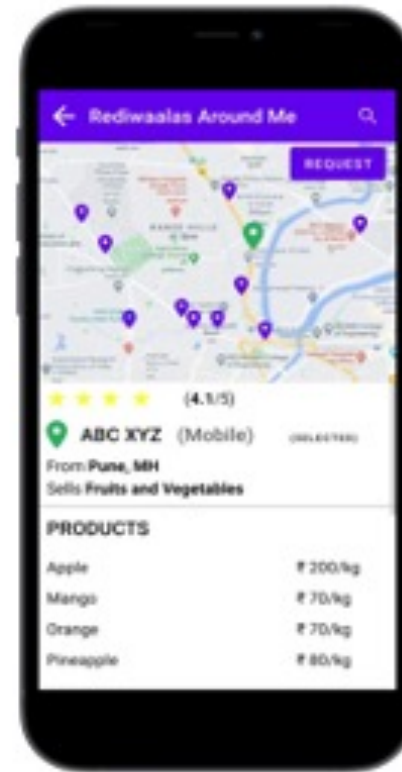 Rediwaalas Around Me
REQUEST
(4.1/5)
ABC XYZ (Mobile) (SELECTED)
From Pune, MH
Sells Fruits and Vegetables
PRODUCTS
Apple ₹ 200/kg
Mango ₹ 70/kg
Orange ₹ 70/kg
Pineapple ₹ 80/kg